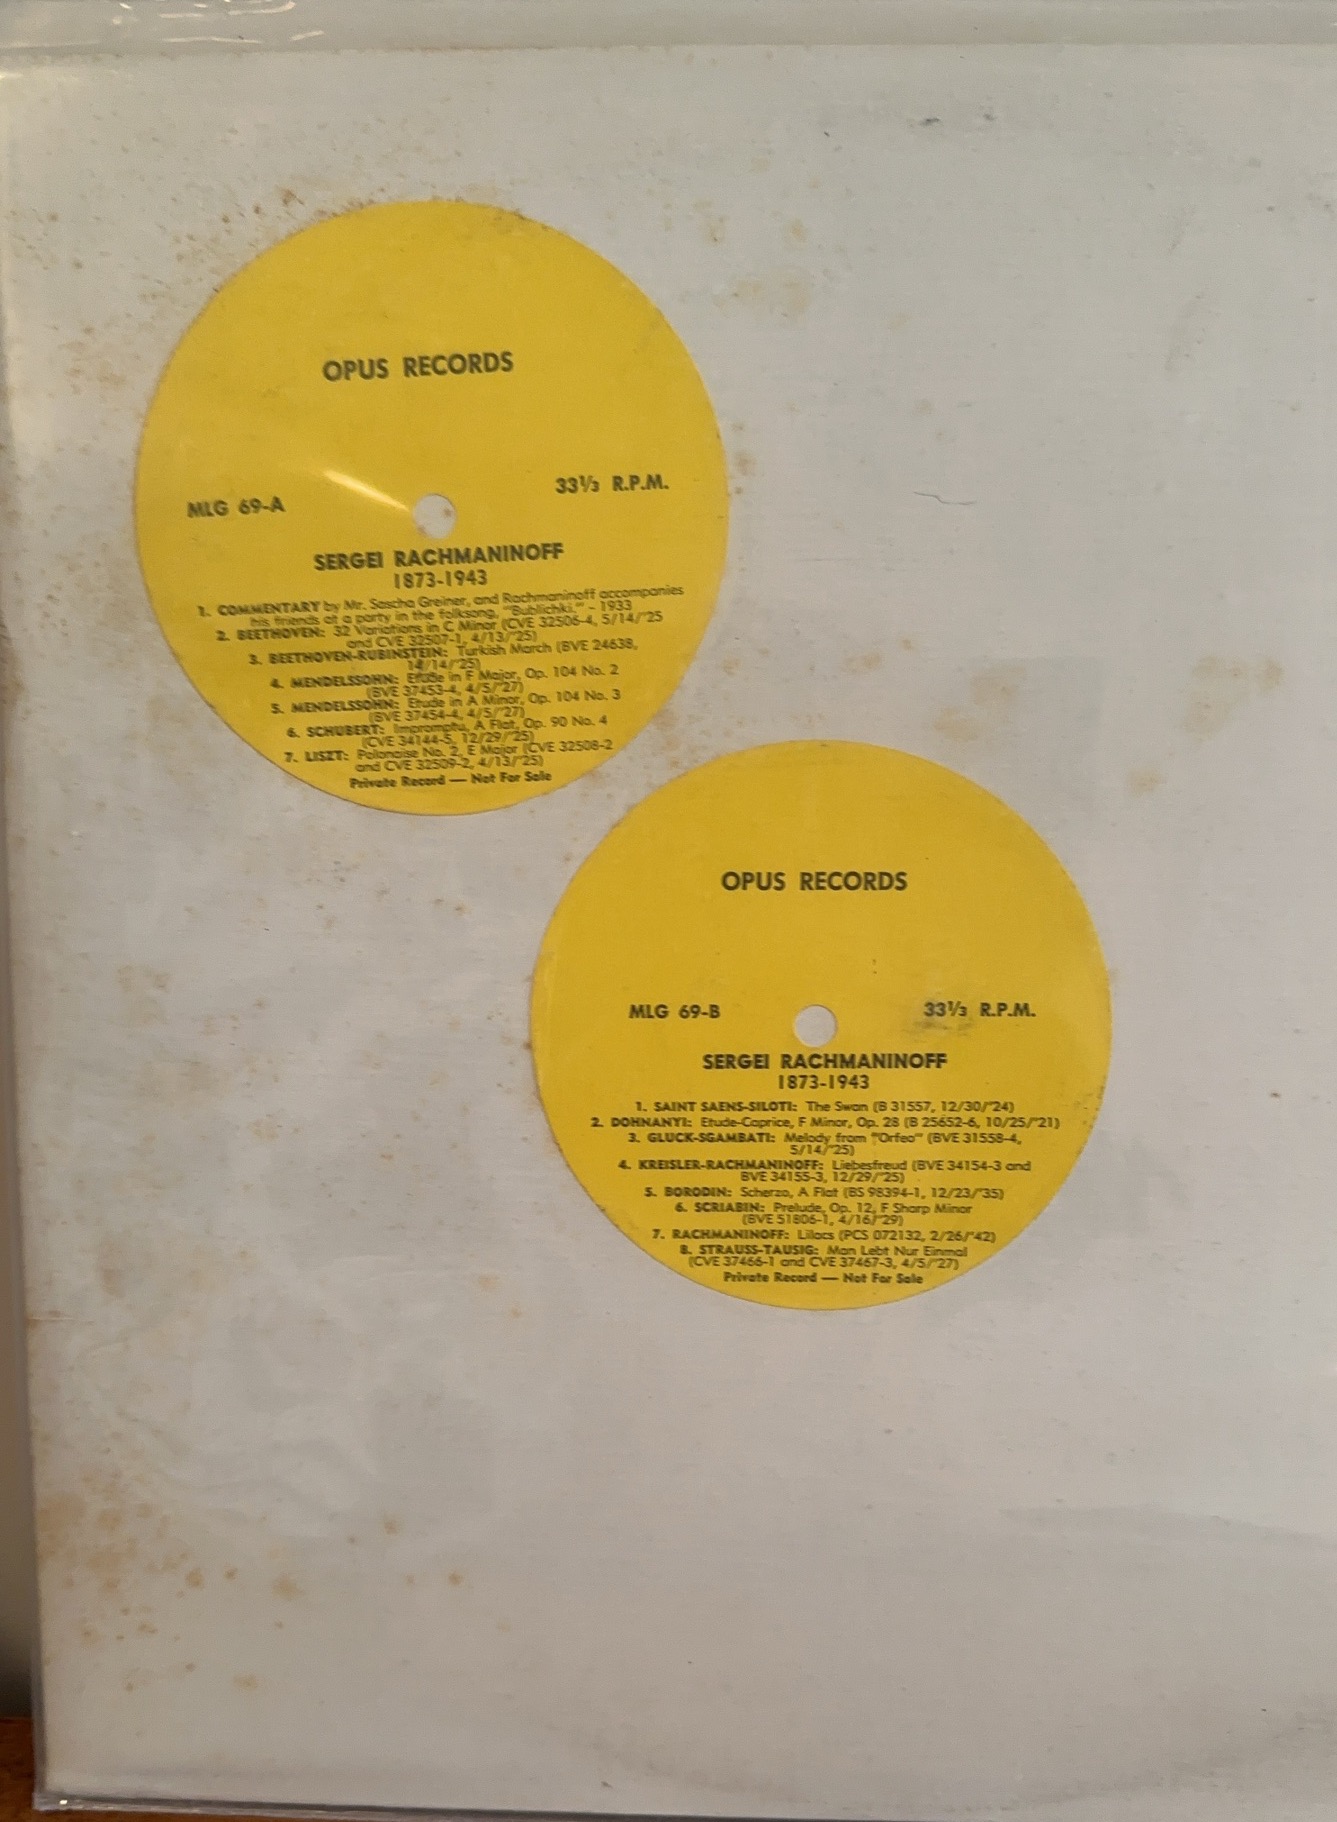 OPUS RECORDS
MLG 69-A
33⅓ R.P.M.
SERGEI RACHMANINOFF
1873-1943
1. COMMENTARY by Mr. Sascha Greiner, and Rachmaninoff accompanies
his friends at a party in the folksong, "Bublichki." - 1933
2. BEETHOVEN: 32 Variations in C Minor (CVE 32506-4, 5/14/'25
and CVE 32507-1, 4/13/'25)
3. BEETHOVEN-RUBINSTEIN: Turkish March (BVE 24638,
14/14/'25)
4. MENDELSSOHN: Etude in F Major, Op. 104 No. 2
(BVE 37453-4, 4/5/'27)
5. MENDELSSOHN: Etude in A Minor, Op. 104 No. 3
(BVE 37454-4, 4/5/'27)
6. SCHUBERT: Impromptu, A Flat, Op. 90 No. 4
(CVE 34144-5, 12/29/'25)
7. LISZT: Polonaise No. 2, E Major (CVE 32508-2
and CVE 32509-2, 4/13/'25)
Private Record — Not For Sale
OPUS RECORDS
MLG 69-B
33⅓ R.P.M.
SERGEI RACHMANINOFF
1873-1943
1. SAINT SAENS-SILOTI: The Swan (B 31557, 12/30/'24)
2. DOHNANYI: Etude-Caprice, F Minor, Op. 28 (B 25652-6, 10/25/'21)
3. GLUCK-SGAMBATI: Melody from "Orfeo" (BVE 31558-4,
5/14/'25)
4. KREISLER-RACHMANINOFF: Liebesfreud (BVE 34154-3 and
BVE 34155-3, 12/29/'25)
5. BORODIN: Scherzo, A Flat (BS 98394-1, 12/23/'35)
6. SCRIABIN: Prelude, Op. 12, F Sharp Minor
(BVE 51806-1, 4/16/'29)
7. RACHMANINOFF: Lilacs (PCS 072132, 2/26/'42)
8. STRAUSS-TAUSIG: Man Lebt Nur Einmal
(CVE 37466-1 and CVE 37467-3, 4/5/'27)
Private Record — Not For Sale